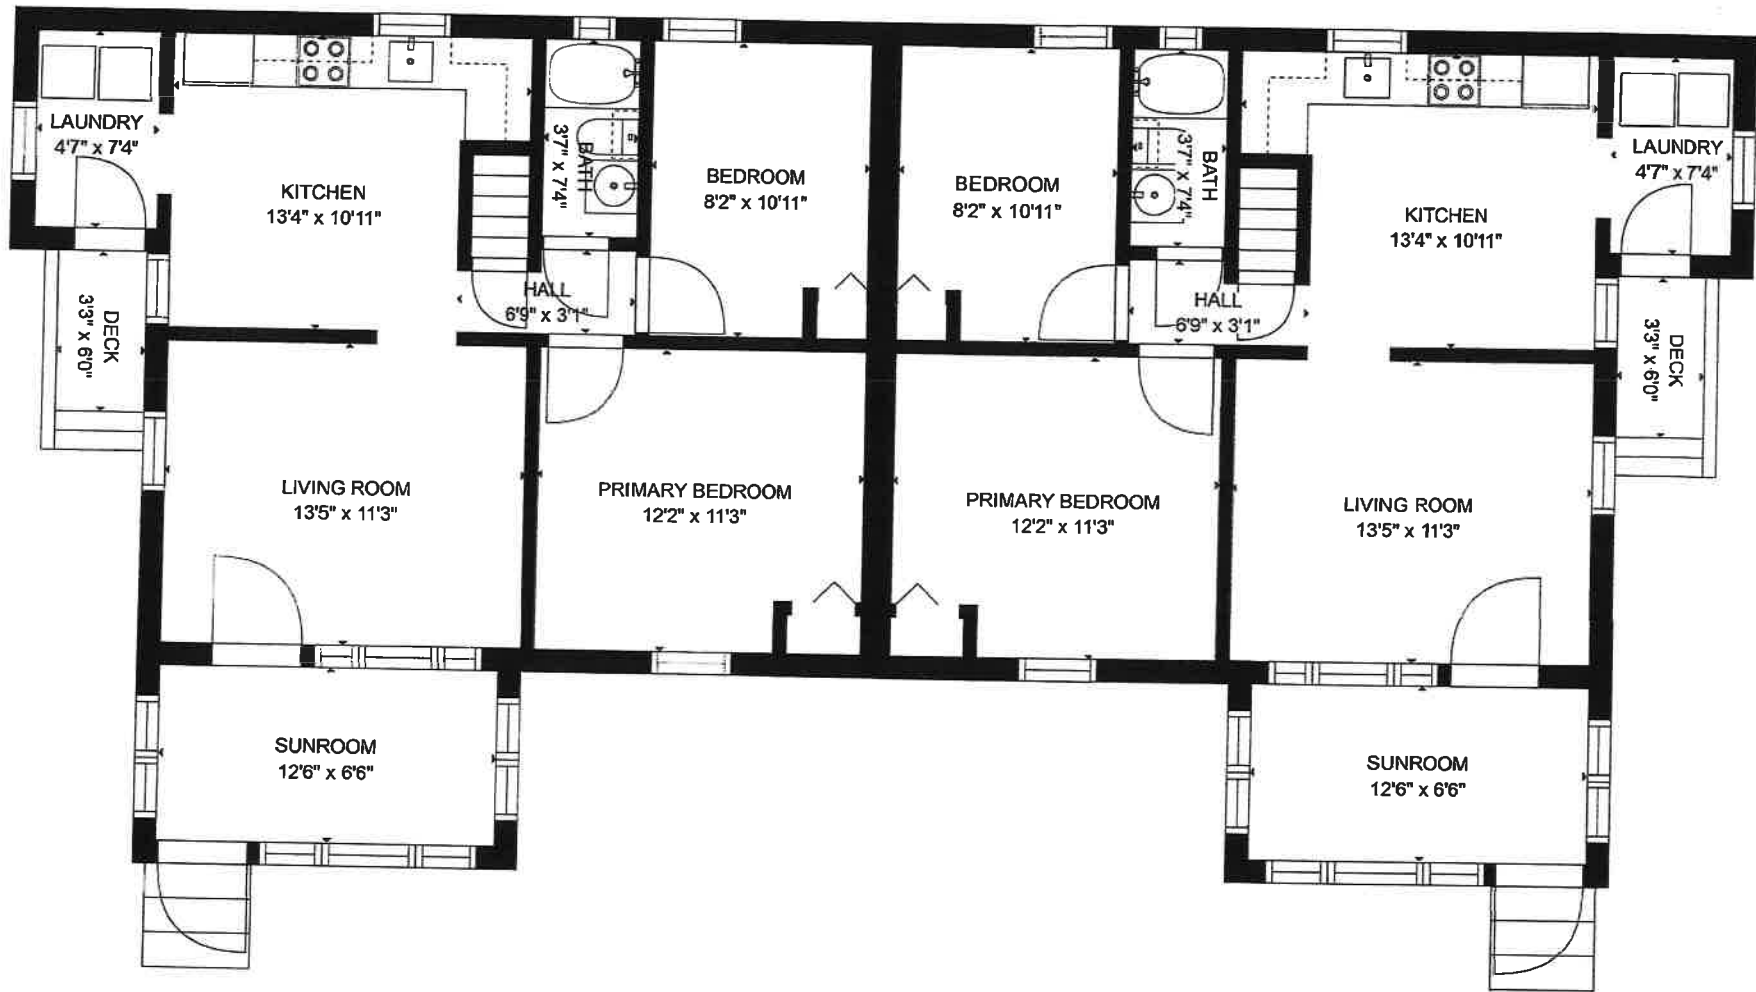 LAUNDRY
4'7" x 7'4"
KITCHEN
13'4" x 10'11"
BATH
3'7" x 7'4"
BEDROOM
8'2" x 10'11"
BEDROOM
8'2" x 10'11"
BATH
3'7" x 7'4"
KITCHEN
13'4" x 10'11"
LAUNDRY
4'7" x 7'4"
DECK
3'3" x 6'0"
HALL
6'9" x 3'1"
HALL
6'9" x 3'1"
DECK
3'3" x 6'0"
LIVING ROOM
13'5" x 11'3"
PRIMARY BEDROOM
12'2" x 11'3"
PRIMARY BEDROOM
12'2" x 11'3"
LIVING ROOM
13'5" x 11'3"
SUNROOM
12'6" x 6'6"
SUNROOM
12'6" x 6'6"